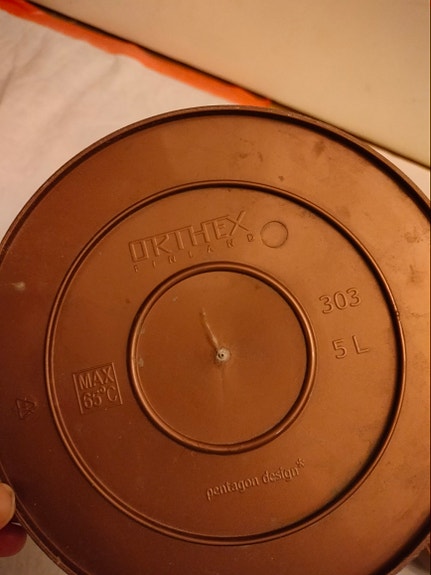 ORTHEX
FINLAND
303
5 L
MAX
65°C
pentagon design*